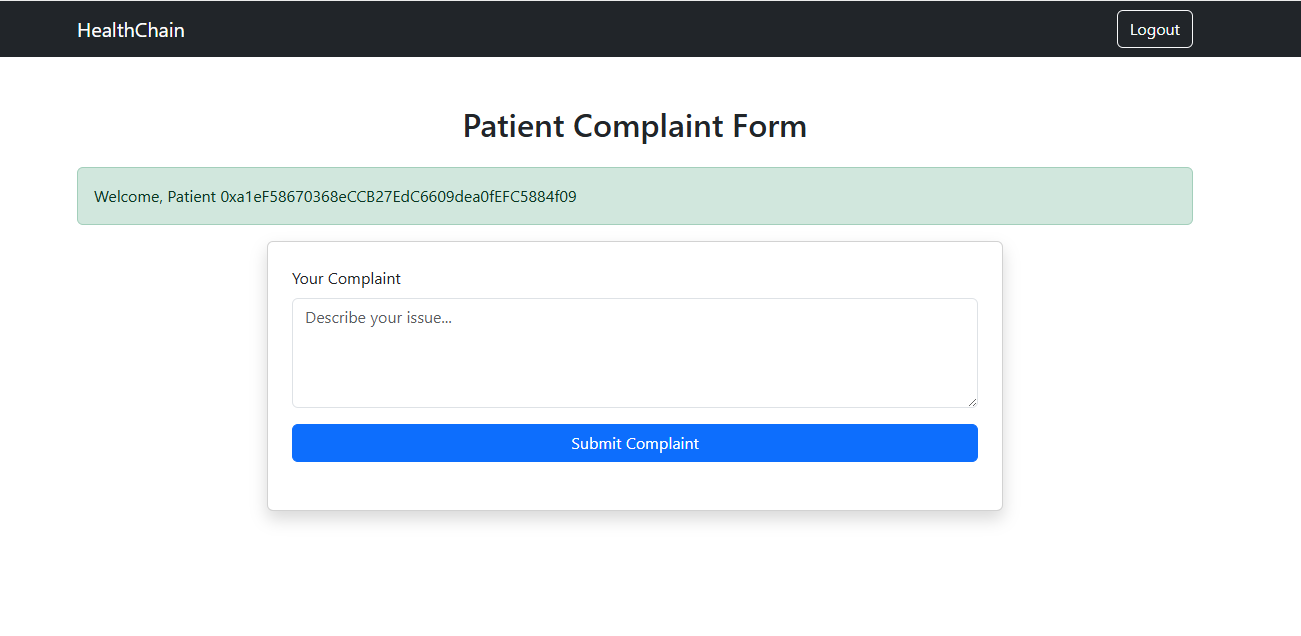 HealthChain
Logout
Patient Complaint Form
Welcome, Patient 0xa1eF58670368eCCB27EdC6609dea0fEFC5884f09
Your Complaint
Describe your issue...
Submit Complaint